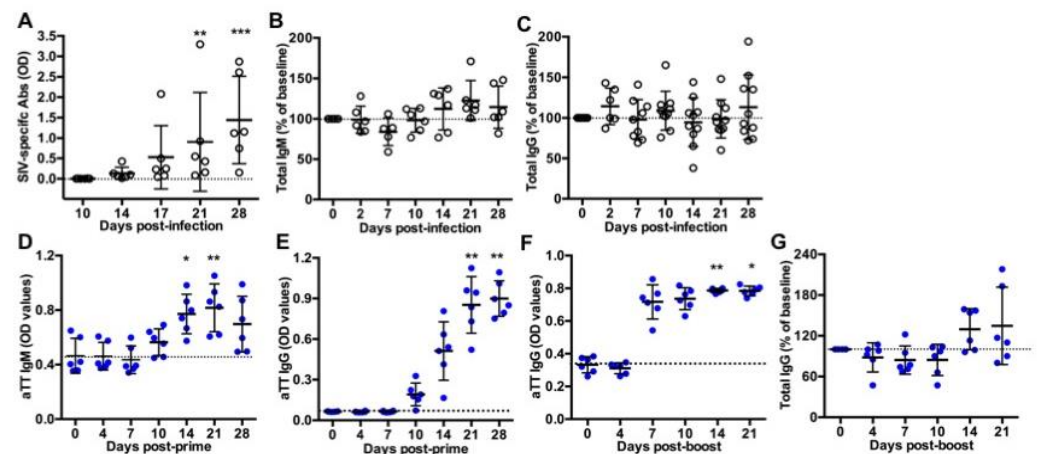 A
SIV-specifc Abs (OD)
3.5
3.0
2.5
2.0
1.5
1.0
0.5
0.0
** ***
10 14 17 21 28
Days post-infection
B
Total IgM (% of baseline)
200
150
100
50
0
0 2 7 10 14 21 28
Days post-infection
C
Total IgG (% of baseline)
200
150
100
50
0
0 2 7 10 14 21 28
Days post-infection
D
aTT IgM (OD values)
1.2
0.8
0.4
0.0
* **
0 4 7 10 14 21 28
Days post-prime
E
aTT IgG (OD values)
1.2
0.9
0.6
0.3
0.0
** **
0 4 7 10 14 21 28
Days post-prime
F
aTT IgG (OD values)
1.2
0.8
0.4
0.0
** *
0 4 7 10 14 21
Days post-boost
G
Total IgG (% of baseline)
240
180
120
60
0
0 4 7 10 14 21
Days post-boost